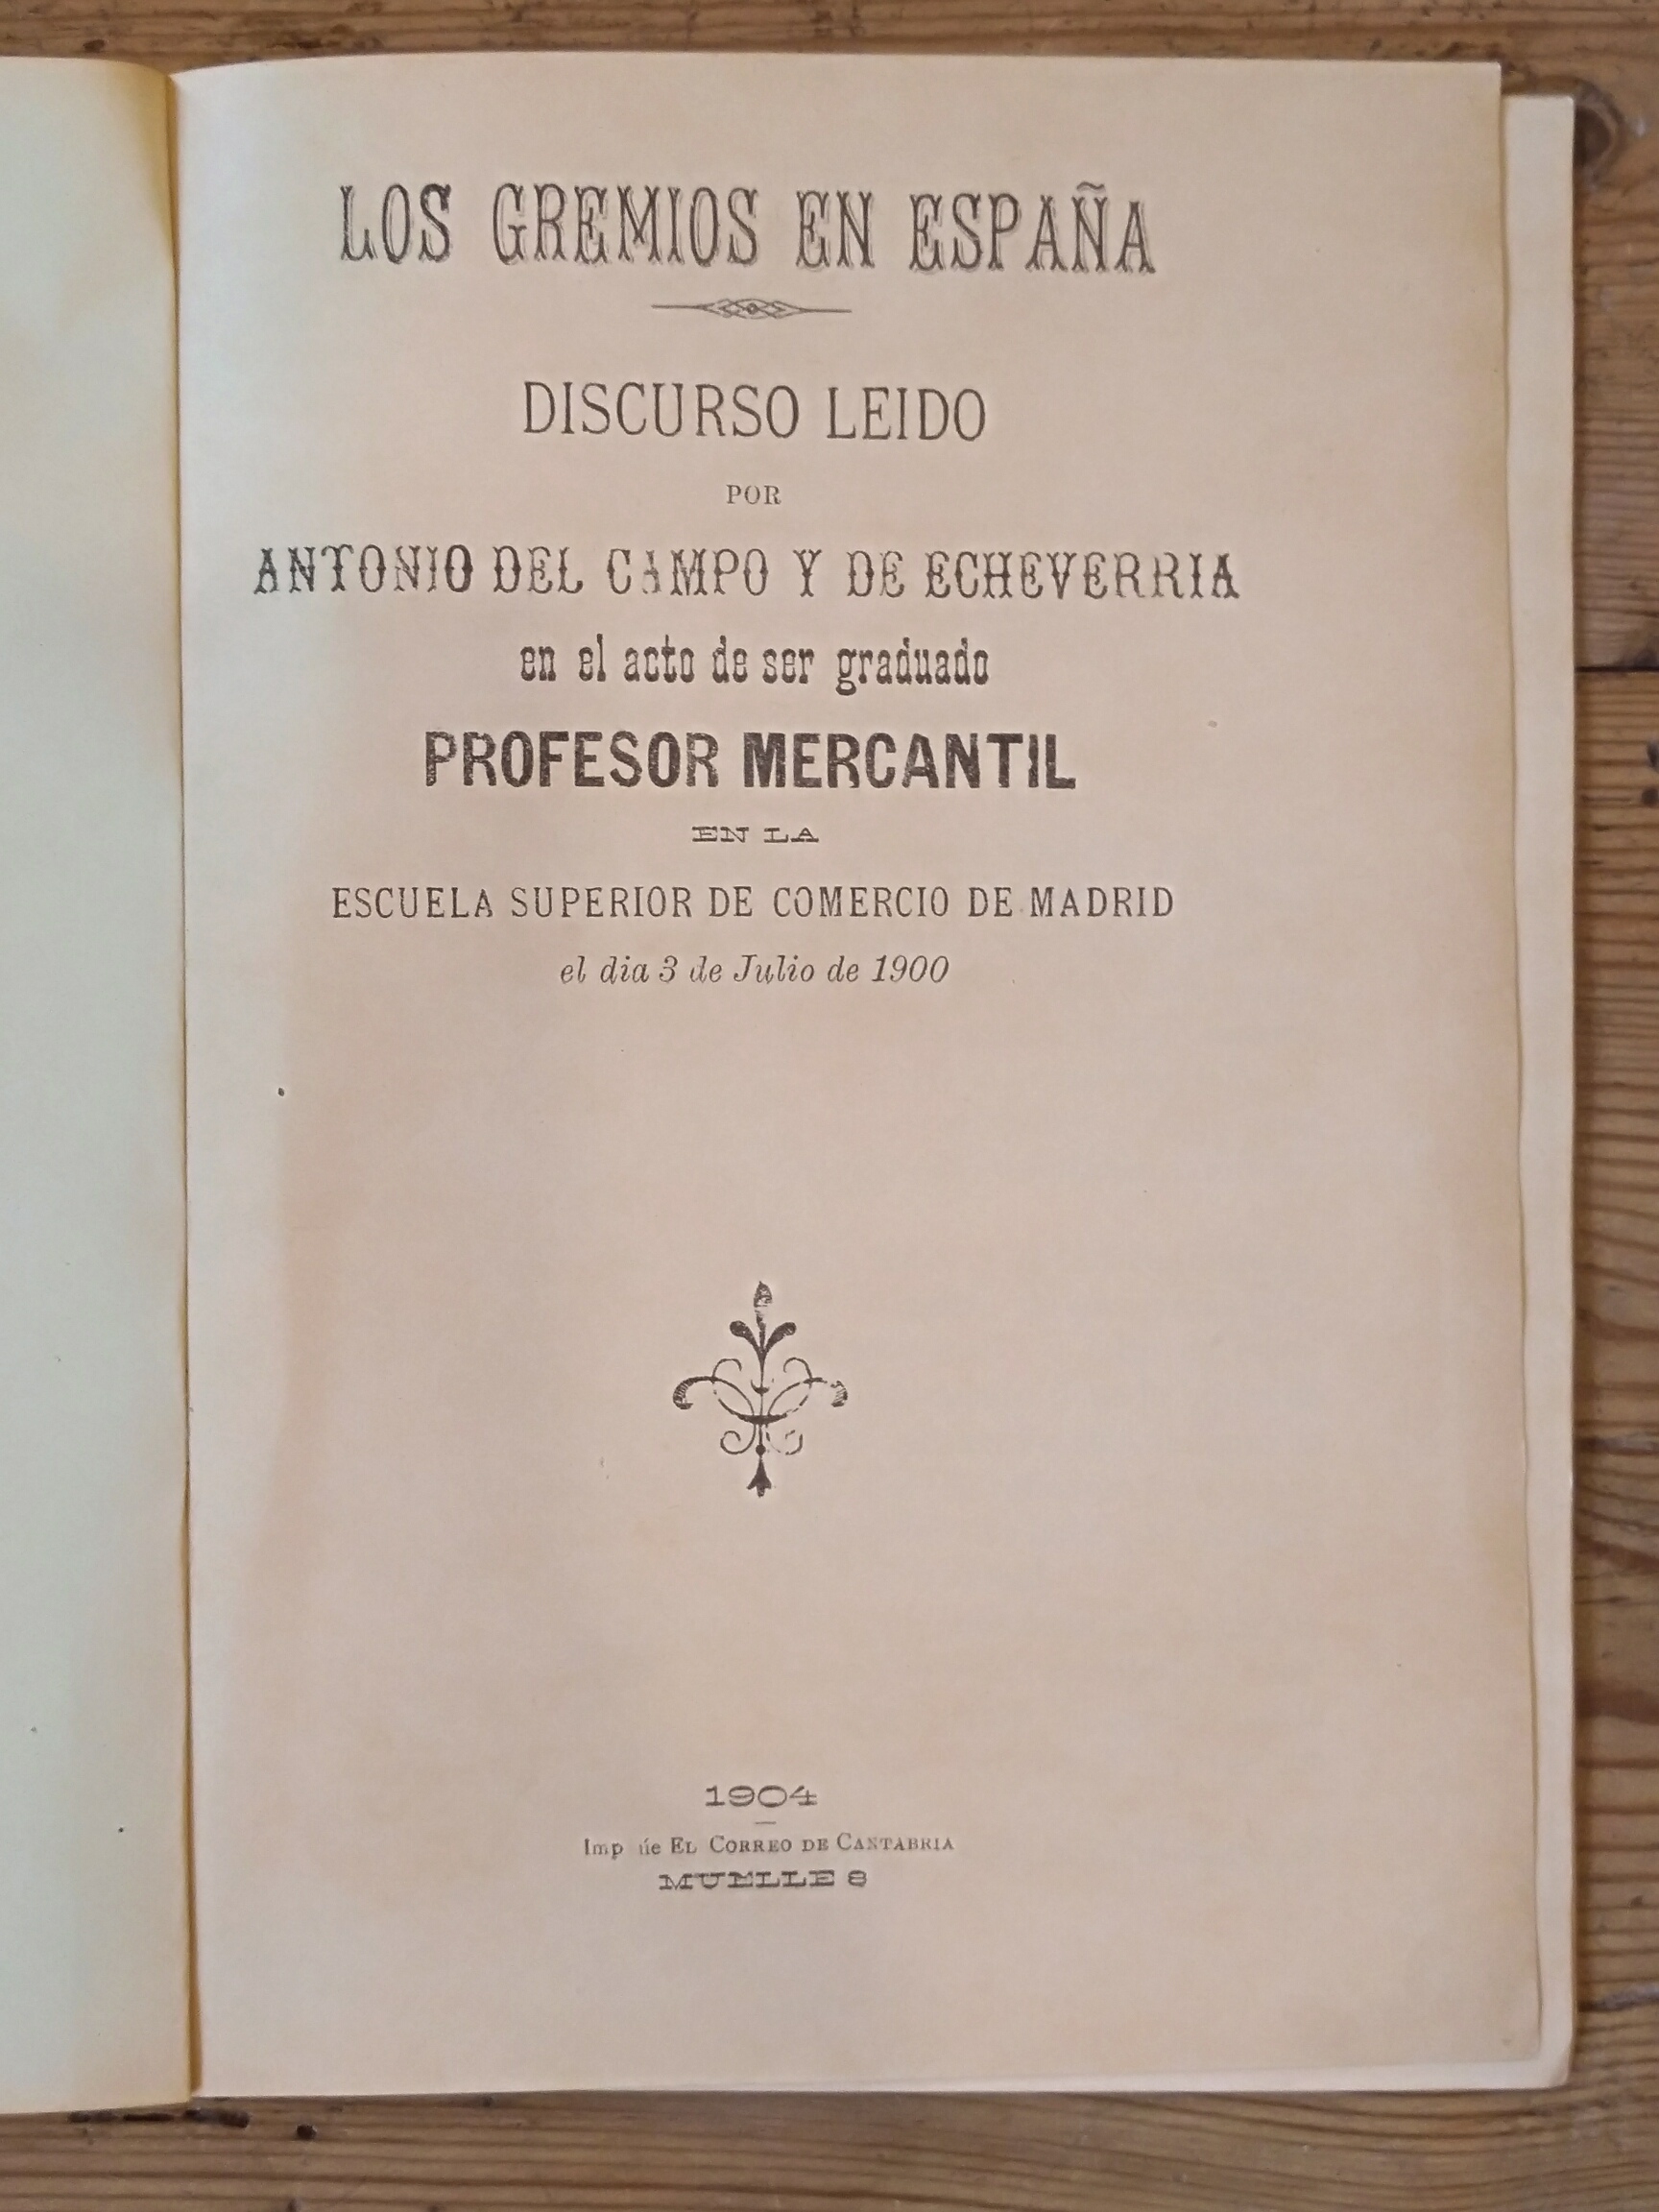 LOS GREMIOS EN ESPAÑA
DISCURSO LEIDO
POR
ANTONIO DEL CAMPO Y DE ECHEVERRIA
en el acto de ser graduado
PROFESOR MERCANTIL
EN LA
ESCUELA SUPERIOR DE COMERCIO DE MADRID
el dia 3 de Julio de 1900
1904
Imp de EL CORREO DE CANTABRIA
MUELLE 8